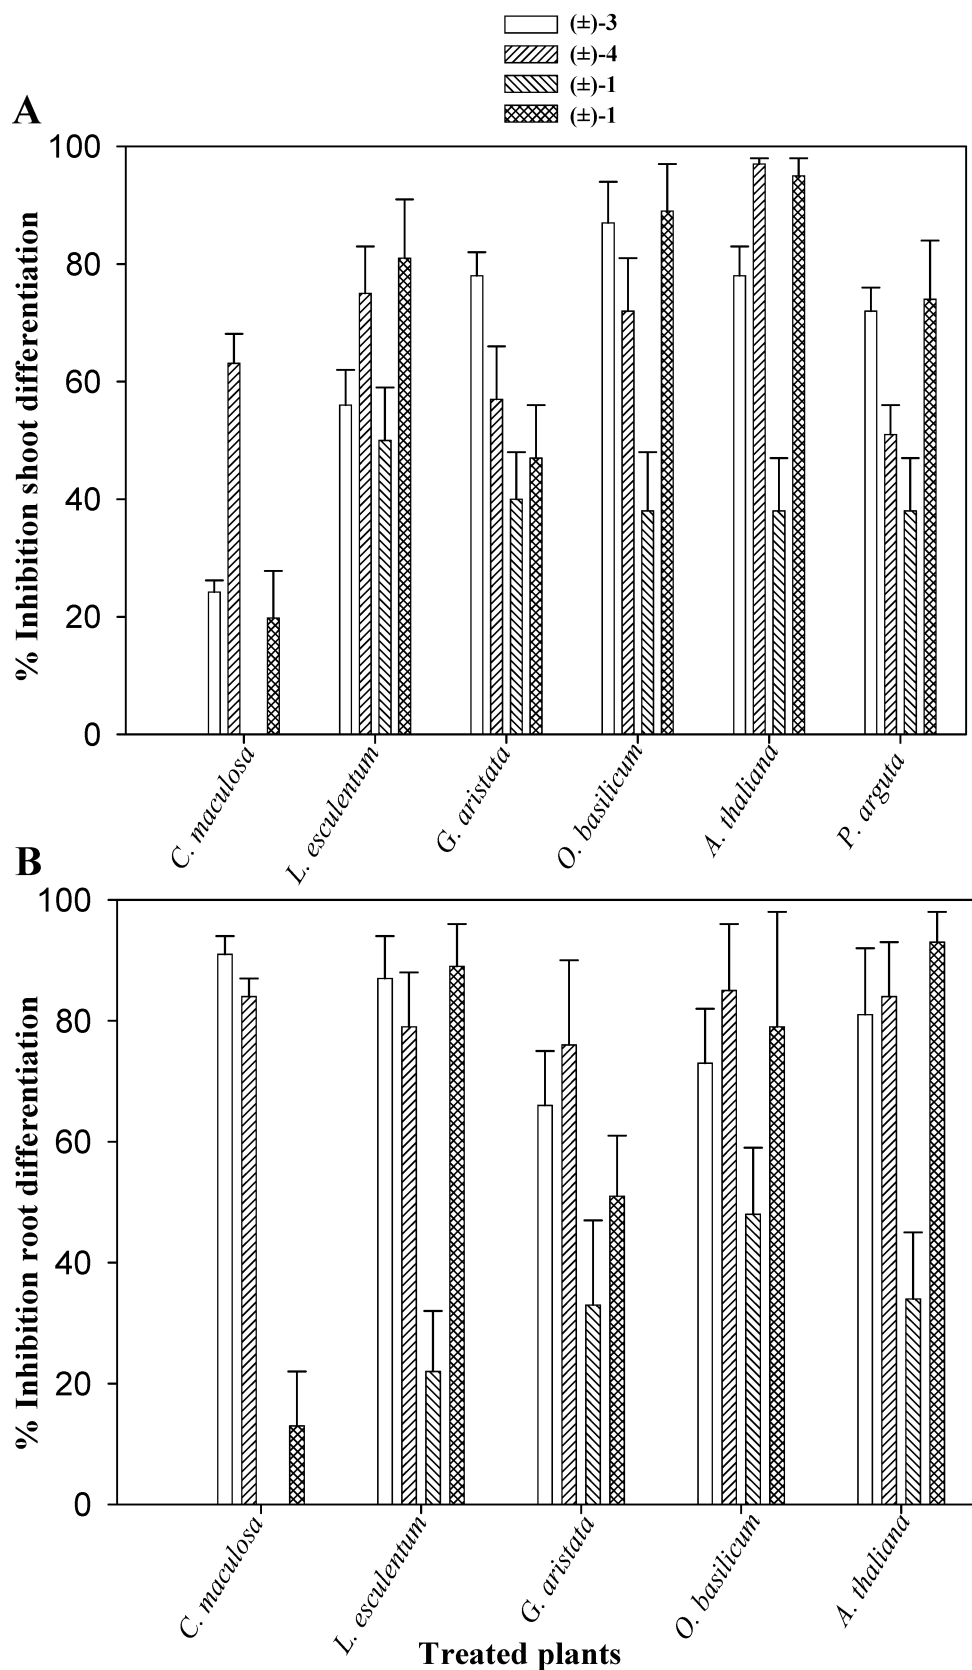 (±)-3
(±)-4
(±)-1
(±)-1
A
% Inhibition shoot differentiation
100
80
60
40
20
0
C. maculosa
L. esculentum
G. aristata
O. basilicum
A. thaliana
P. arguta
B
% Inhibition root differentiation
100
80
60
40
20
0
C. maculosa
L. esculentum
G. aristata
O. basilicum
A. thaliana
Treated plants